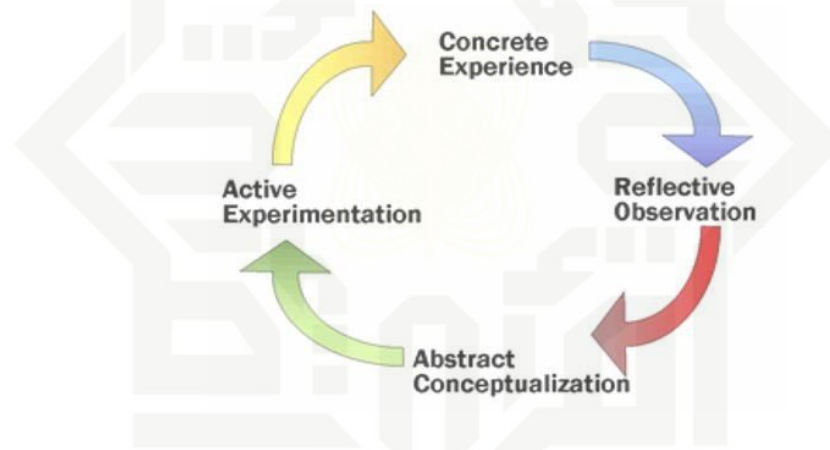 Concrete
Experience
Reflective
Observation
Abstract
Conceptualization
Active
Experimentation